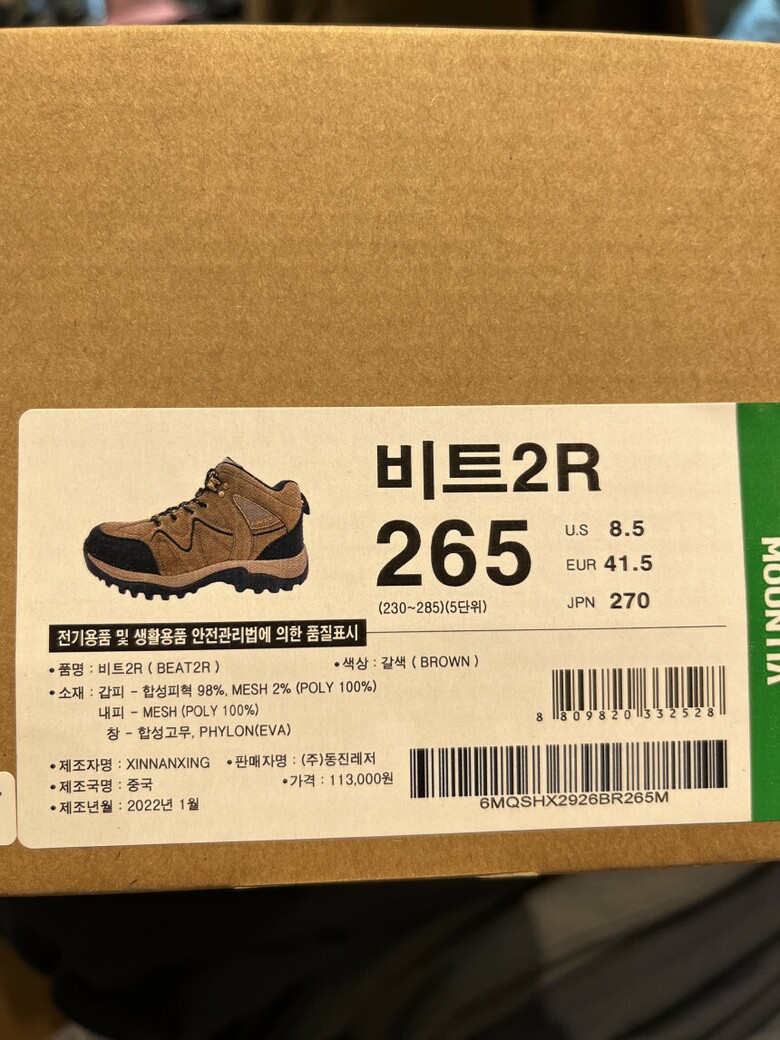 비트2R
265
(230~285)(5단위)
U.S 8.5
EUR 41.5
JPN 270
MOUNTIX
전기용품 및 생활용품 안전관리법에 의한 품질표시
•품명 : 비트2R ( BEAT2R )
•색상 : 갈색 ( BROWN )
•소재 : 갑피 - 합성피혁 98%, MESH 2% (POLY 100%)
내피 - MESH (POLY 100%)
창 - 합성고무, PHYLON(EVA)
8 809820 332528
•제조자명 : XINNANXING
•판매자명 : (주)동진레저
•제조국명 : 중국
•가격 : 113,000원
•제조년월 : 2022년 1월
6MQSHX2926BR265M